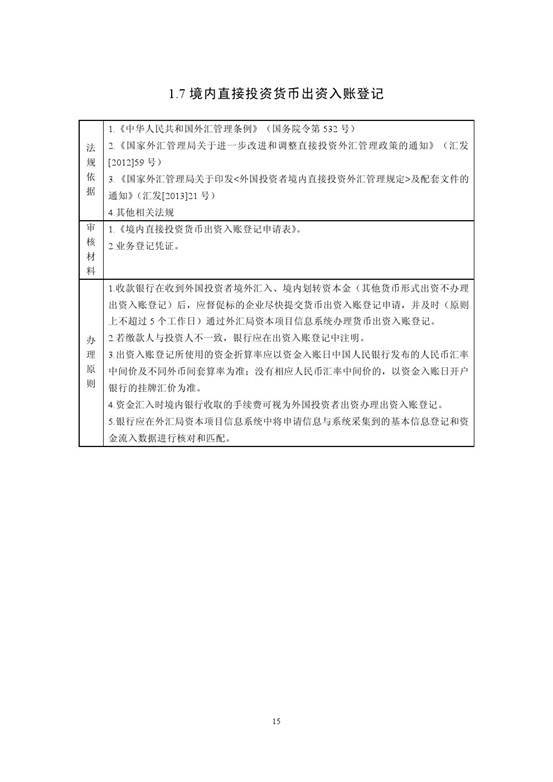 1.7 境内直接投资货币出资入账登记
法规依据
1.《中华人民共和国外汇管理条例》（国务院令第 532 号）
2.《国家外汇管理局关于进一步改进和调整直接投资外汇管理政策的通知》（汇发
[2012]59 号）
3. 《国家外汇管理局关于印发<外国投资者境内直接投资外汇管理规定>及配套文件的
通知》（汇发[2013]21 号）
4.其他相关法规
审核材料
1.《境内直接投资货币出资入账登记申请表》。
2.业务登记凭证。
办理原则
1.收款银行在收到外国投资者境外汇入、境内划转资本金（其他货币形式出资不办理
出资入账登记）后，应督促标的企业尽快提交货币出资入账登记申请，并及时（原则
上不超过 5 个工作日）通过外汇局资本项目信息系统办理货币出资入账登记。
2.若缴款人与投资人不一致，银行应在出资入账登记中注明。
3.出资入账登记所使用的资金折算率应以资金入账日中国人民银行发布的人民币汇率
中间价及不同外币间套算率为准；没有相应人民币汇率中间价的，以资金入账日开户
银行的挂牌汇价为准。
4.资金汇入时境内银行收取的手续费可视为外国投资者出资办理出资入账登记。
5.银行应在外汇局资本项目信息系统中将申请信息与系统采集到的基本信息登记和资
金流入数据进行核对和匹配。
15